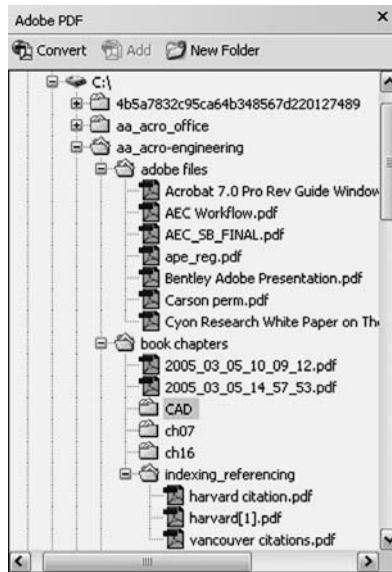 Adobe PDF
Convert Add New Folder
C:\
4b5a7832c95ca64b348567d220127489
aa_acro_office
aa_acro-engineering
adobe files
Acrobat 7.0 Pro Rev Guide Window
AEC Workflow.pdf
AEC_SB_FINAL.pdf
ape_reg.pdf
Bentley Adobe Presentation.pdf
Carson perm.pdf
Cyon Research White Paper on The
book chapters
2005_03_05_10_09_12.pdf
2005_03_05_14_57_53.pdf
CAD
ch07
ch16
indexing_referencing
harvard citation.pdf
harvard[1].pdf
vancouver citations.pdf